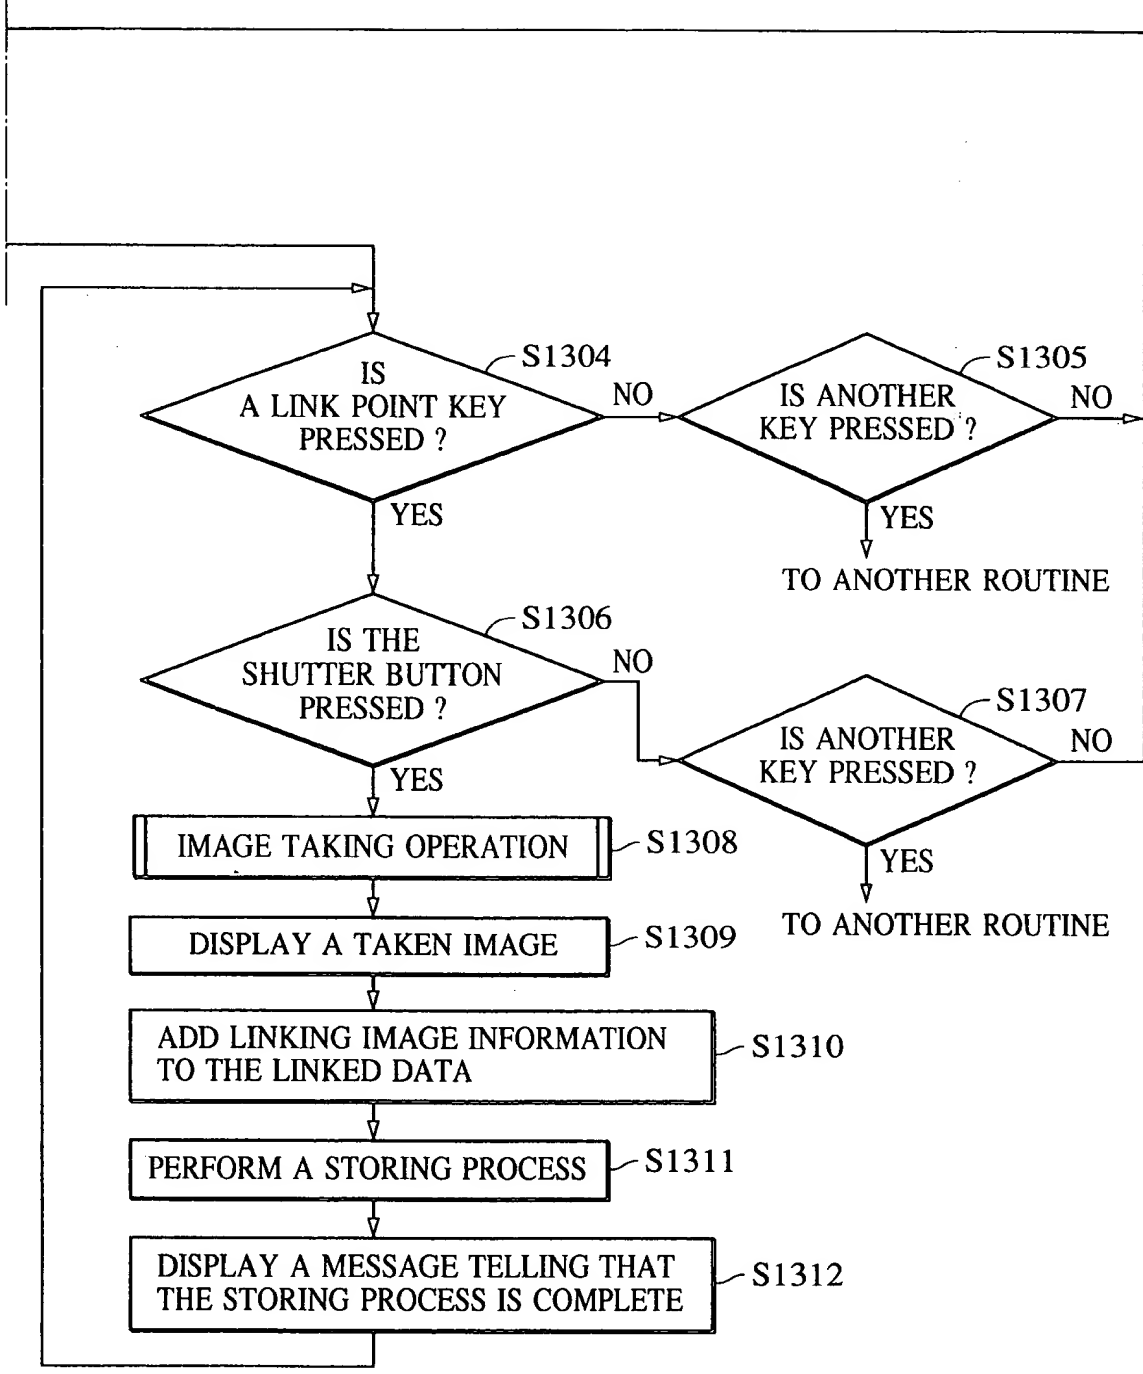 S1304
IS
A LINK POINT KEY
PRESSED ?
NO
YES
S1305
IS ANOTHER
KEY PRESSED ?
NO
YES
TO ANOTHER ROUTINE
S1306
IS THE
SHUTTER BUTTON
PRESSED ?
NO
YES
S1307
IS ANOTHER
KEY PRESSED ?
NO
YES
TO ANOTHER ROUTINE
IMAGE TAKING OPERATION
S1308
DISPLAY A TAKEN IMAGE
S1309
ADD LINKING IMAGE INFORMATION
TO THE LINKED DATA
S1310
PERFORM A STORING PROCESS
S1311
DISPLAY A MESSAGE TELLING THAT
THE STORING PROCESS IS COMPLETE
S1312